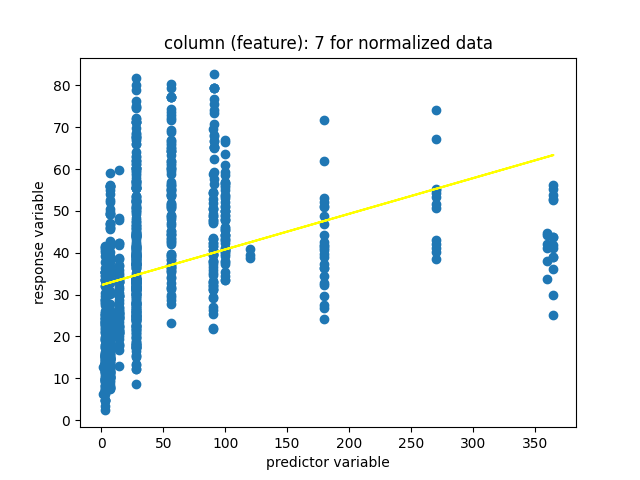 column (feature): 7 for normalized data
response variable
80
70
60
50
40
30
20
10
0
0 50 100 150 200 250 300 350
predictor variable